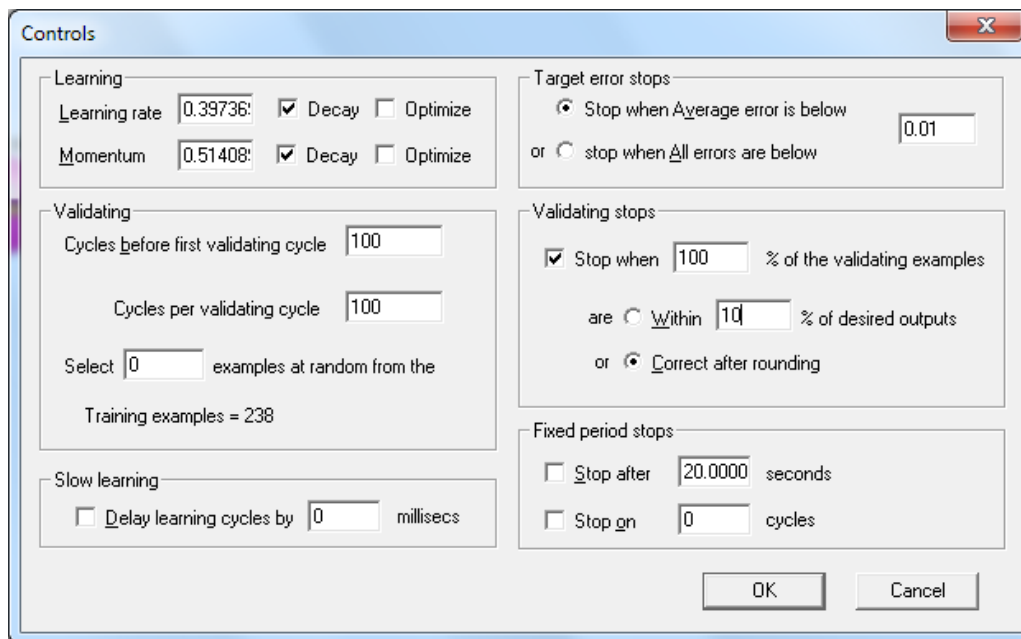 Controls
Learning
Learning rate 0.39736 Decay Optimize
Momentum 0.51408 Decay Optimize
Validating
Cycles before first validating cycle 100
Cycles per validating cycle 100
Select 0 examples at random from the
Training examples = 238
Slow learning
Delay learning cycles by 0 millisecs
Target error stops
Stop when Average error is below
0.01
or stop when All errors are below
Validating stops
Stop when 100 % of the validating examples
are Within 10 % of desired outputs
or Correct after rounding
Fixed period stops
Stop after 20.0000 seconds
Stop on 0 cycles
OK Cancel